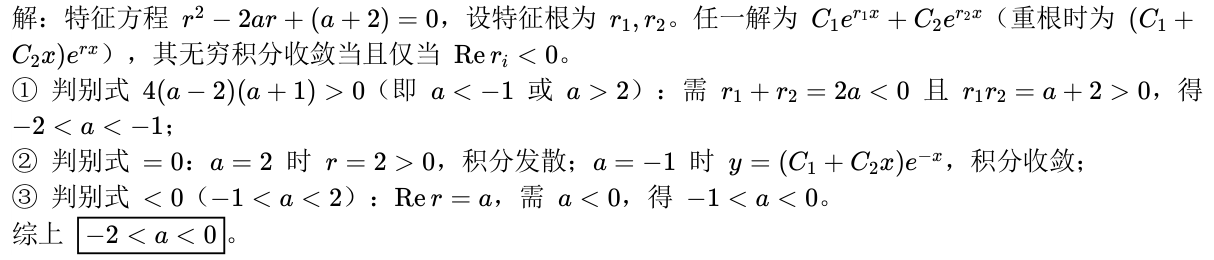 解：特征方程 r² − 2ar + (a + 2) = 0，设特征根为 r₁, r₂。任一解为 C₁e^{r₁x} + C₂e^{r₂x}（重根时为 (C₁ +
C₂x)e^{rx}），其无穷积分收敛当且仅当 Re rᵢ < 0。
① 判别式 4(a − 2)(a + 1) > 0（即 a < −1 或 a > 2）：需 r₁ + r₂ = 2a < 0 且 r₁r₂ = a + 2 > 0，得
−2 < a < −1；
② 判别式 = 0：a = 2 时 r = 2 > 0，积分发散；a = −1 时 y = (C₁ + C₂x)e^{−x}，积分收敛；
③ 判别式 < 0（−1 < a < 2）：Re r = a，需 a < 0，得 −1 < a < 0。
综上 −2 < a < 0。